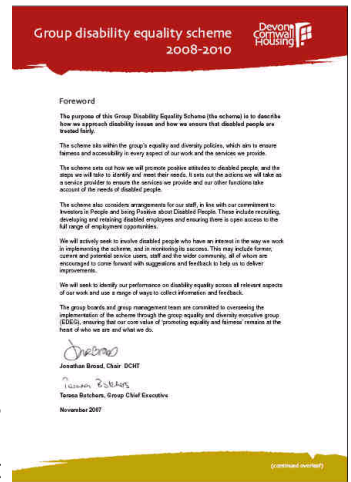 Group disability equality scheme
2008-2010
Devon
Cornwall
Housing
Foreword
The purpose of this Group Disability Equality Scheme (the scheme) is to describe
how we approach disability issues and how we ensure that disabled people are
treated fairly.
The scheme sits within the group's equality and diversity policies, which aim to ensure
fairness and accessibility in every aspect of our work and the services we provide.
The scheme sets out how we will promote positive attitudes to disabled people, and the
steps we will take to identify and meet their needs. It sets out the actions we will take as
a service provider to ensure the services we provide and our other functions take
account of the needs of disabled people.
The scheme also considers arrangements for our staff, in line with our commitment to
Investors in People and being Positive about Disabled People. These include recruiting,
developing and retaining disabled employees and ensuring there is open access to the
full range of employment opportunities.
We will actively seek to involve disabled people who have an interest in the way we work
in implementing the scheme, and in monitoring its success. This may include former,
current and potential service users, staff and the wider community, all of whom are
encouraged to come forward with suggestions and feedback to help us to deliver
improvements.
We will seek to identify our performance on disability equality across all relevant aspects
of our work and use a range of ways to collect information and feedback.
The group boards and group management team are committed to overseeing the
implementation of the scheme through the group equality and diversity executive group
(EDEG), ensuring that our core value of 'promoting equality and fairness' remains at the
heart of who we are and what we do.
Jonathan Broad, Chair DCHT
Teresa Butchers, Group Chief Executive
November 2007
(continued overleaf)